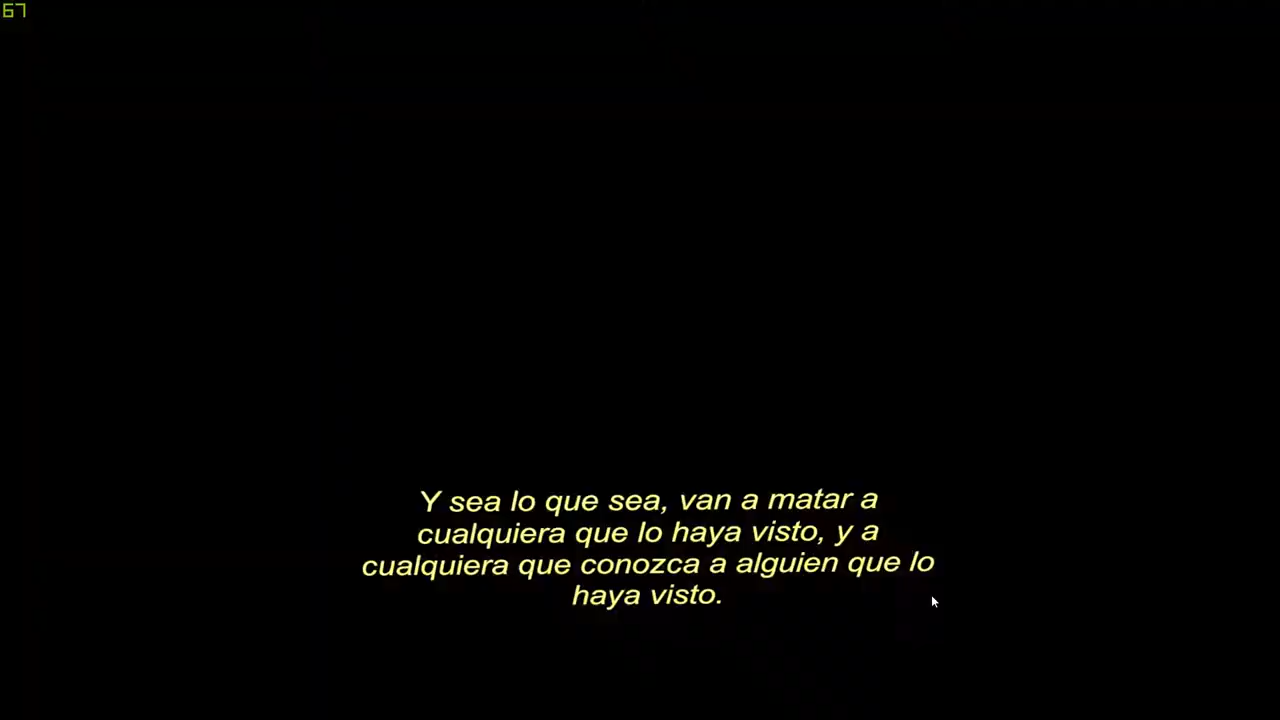 67
Y sea lo que sea, van a matar a
cualquiera que lo haya visto, y a
cualquiera que conozca a alguien que lo
haya visto.